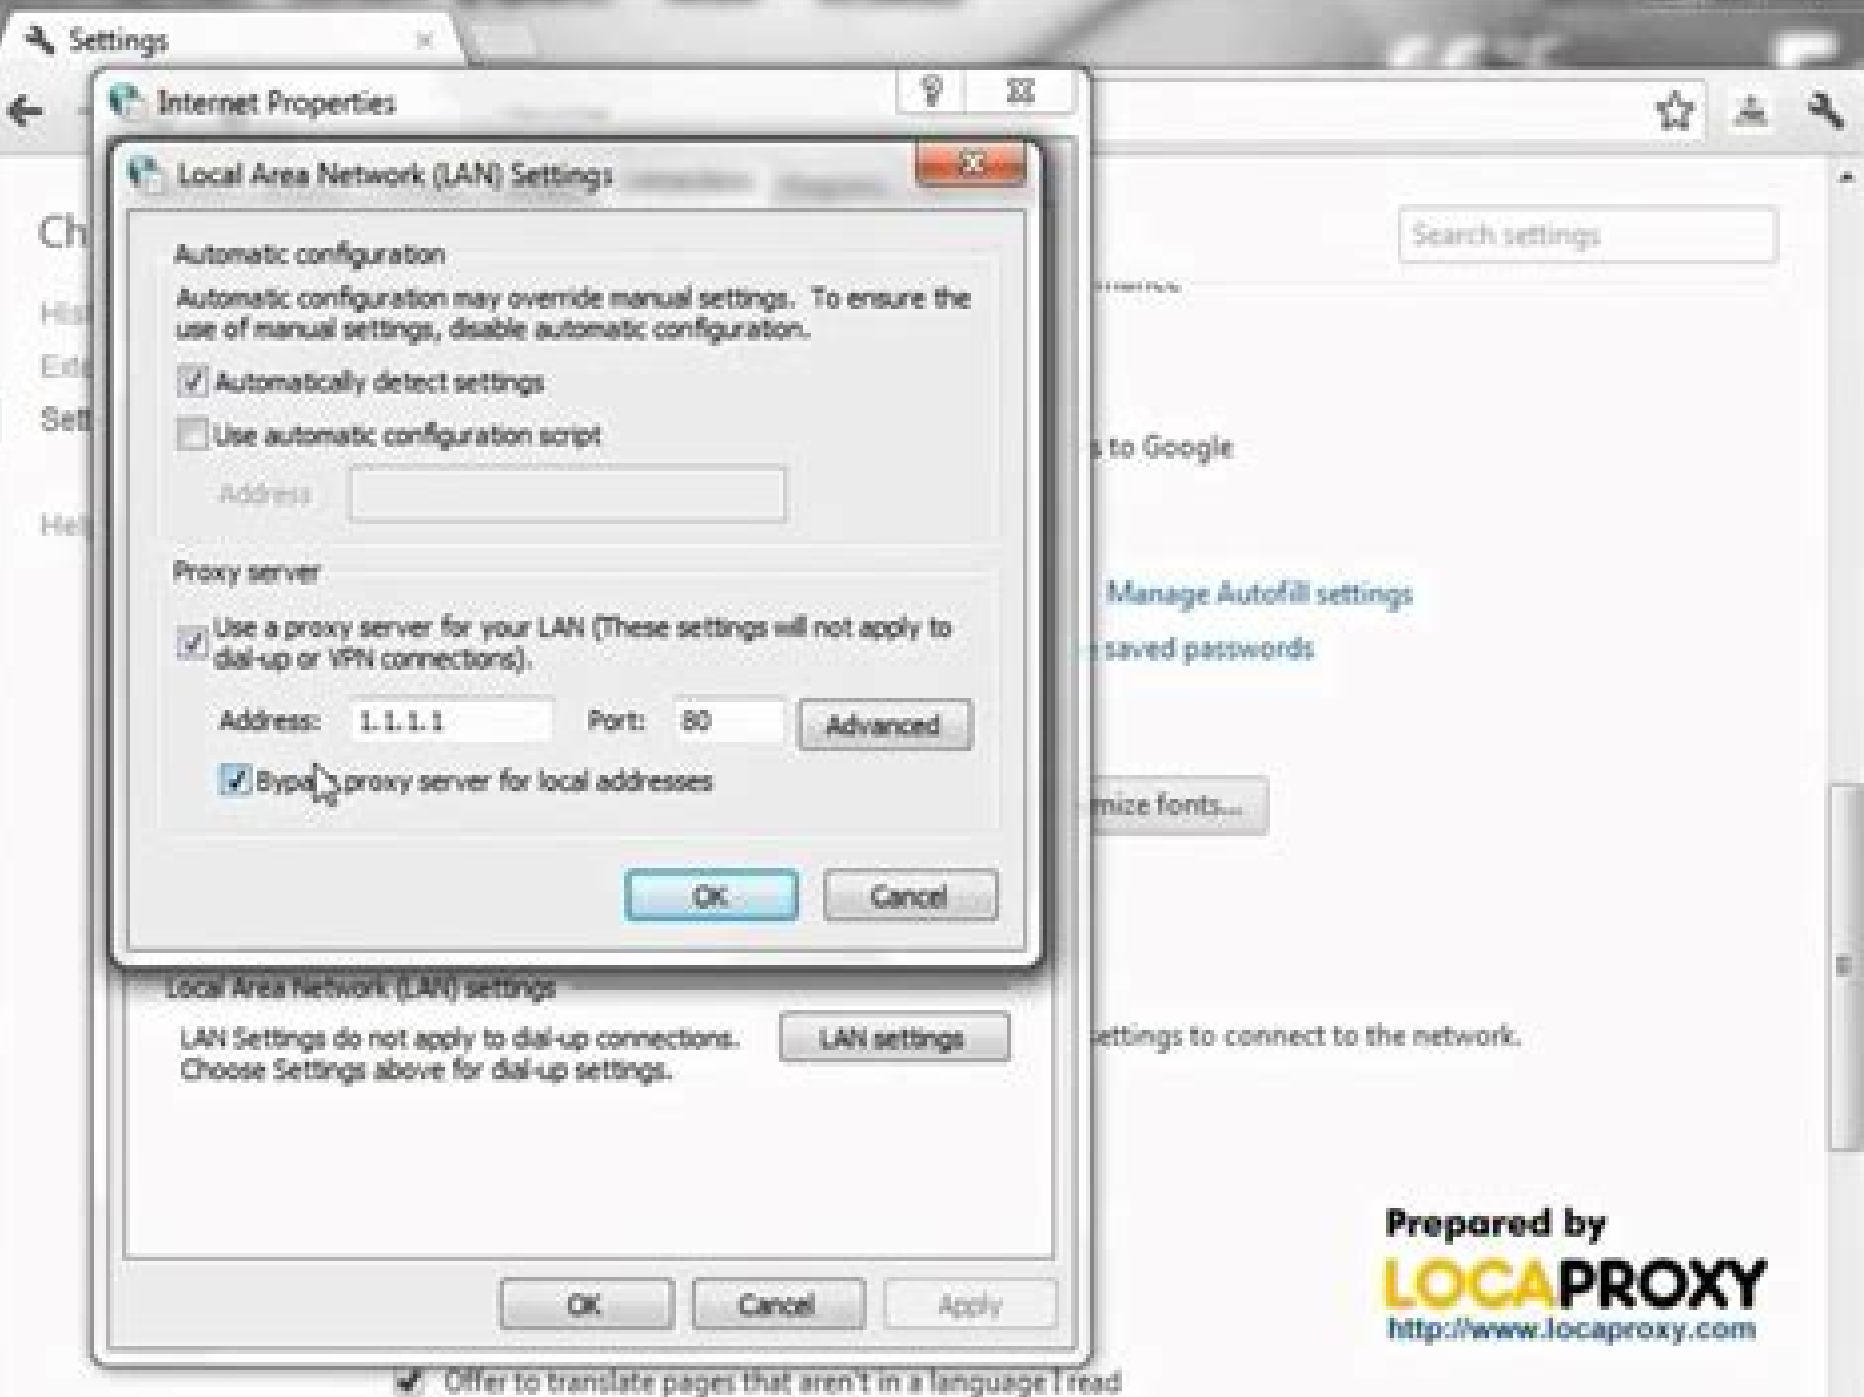 Settings
Internet Properties
Local Area Network (LAN) Settings
Search settings
Automatic configuration
Automatic configuration may override manual settings. To ensure the
use of manual settings, disable automatic configuration.
Automatically detect settings
Use automatic configuration script
Address
to Google
Proxy server
Use a proxy server for your LAN (These settings will not apply to
dial-up or VPN connections).
Manage Autofill settings
saved passwords
Address: 1.1.1.1 Port: 80 Advanced
proxy server for local addresses
fonts...
OK Cancel
Local Area Network (LAN) settings
LAN Settings do not apply to dial-up connections.
Choose Settings above for dial-up settings.
LAN settings
ettings to connect to the network.
OK Cancel Apply
Prepared by
LOCAPROXY
http://www.locaproxy.com
Offer to translate pages that aren't in a language I read